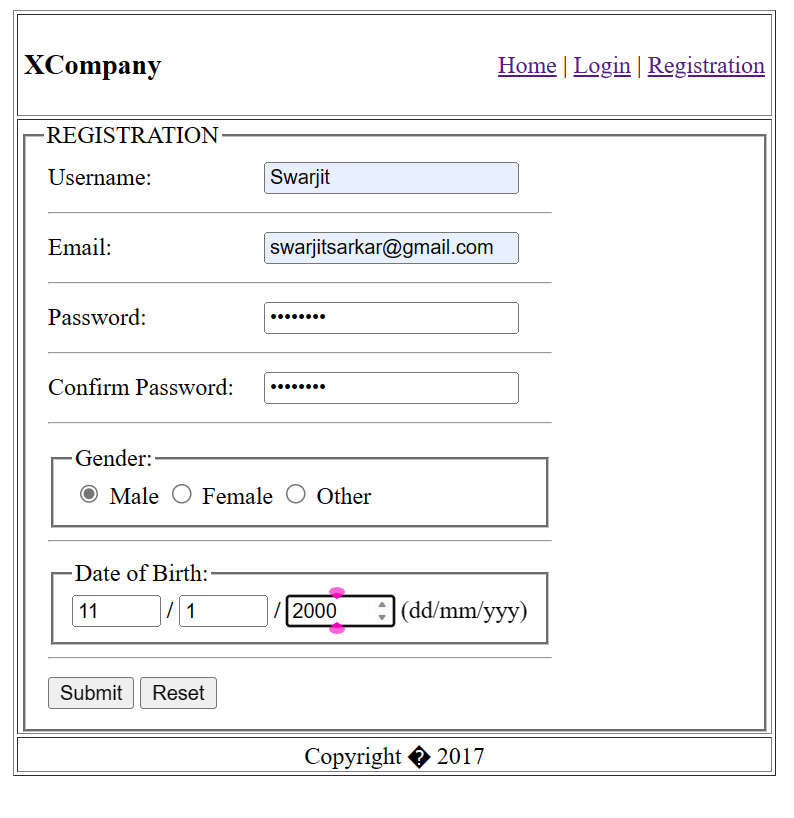 XCompany Home | Login | Registration
REGISTRATION
Username: Swarjit
Email: swarjitsarkar@gmail.com
Password: ••••••••
Confirm Password: ••••••••
Gender:
Male Female Other
Date of Birth:
11 / 1 / 2000 (dd/mm/yyy)
Submit Reset
Copyright � 2017